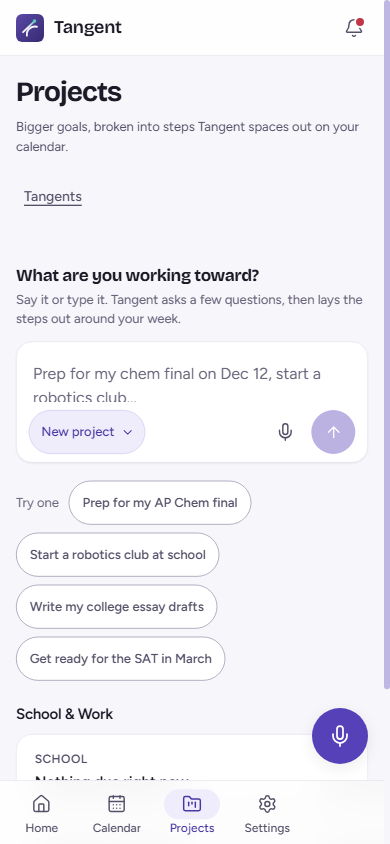 Tangent
Projects
Bigger goals, broken into steps Tangent spaces out on your
calendar.
Tangents
What are you working toward?
Say it or type it. Tangent asks a few questions, then lays the
steps out around your week.
Prep for my chem final on Dec 12, start a
robotics club...
New project
Try one
Prep for my AP Chem final
Start a robotics club at school
Write my college essay drafts
Get ready for the SAT in March
School & Work
SCHOOL
Nothing due right now
Home
Calendar
Projects
Settings